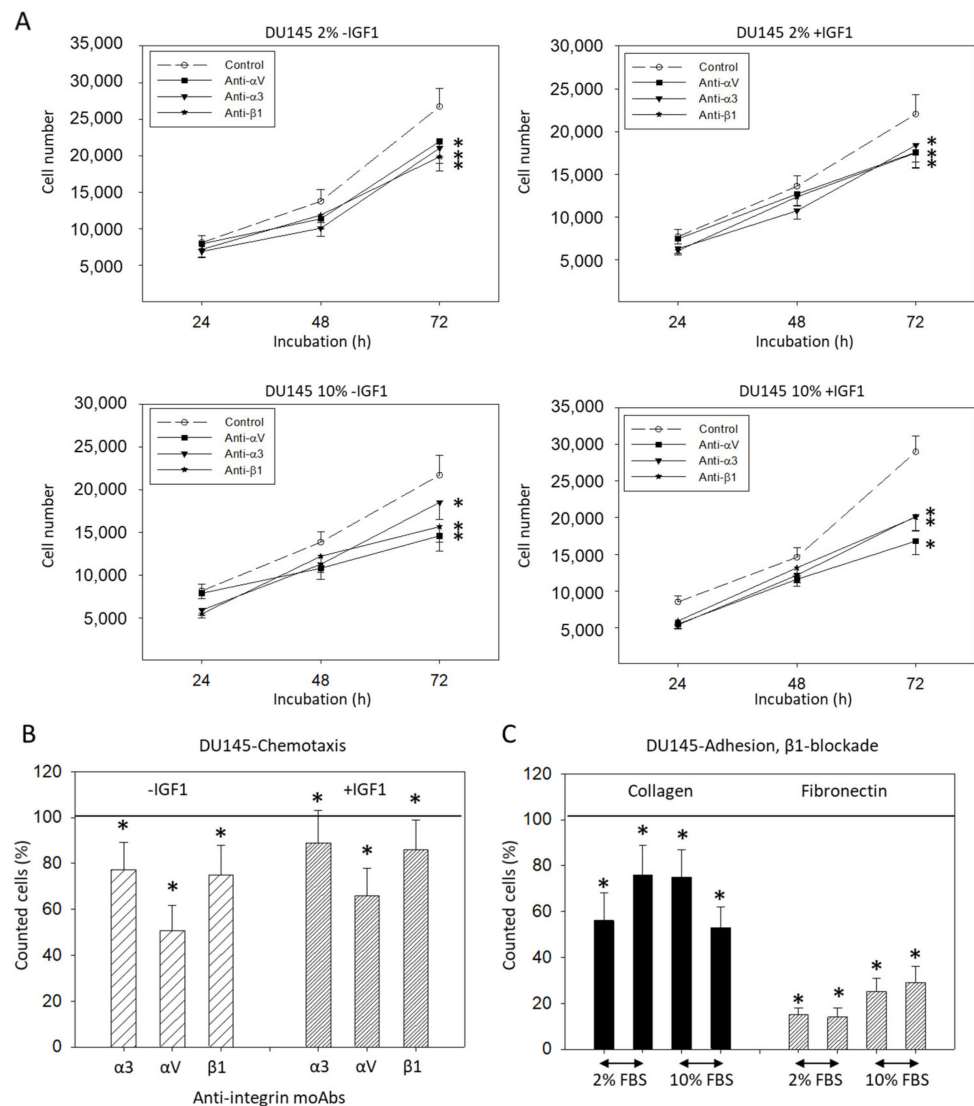 A
DU145 2% -IGF1
35,000
30,000
25,000
20,000
15,000
10,000
5,000
Cell number
Control
Anti-αV
Anti-α3
Anti-β1
*
*
*
24 48 72
Incubation (h)
DU145 2% +IGF1
30,000
25,000
20,000
15,000
10,000
5,000
Cell number
Control
Anti-αV
Anti-α3
Anti-β1
*
*
*
24 48 72
Incubation (h)
DU145 10% -IGF1
30,000
25,000
20,000
15,000
10,000
5,000
Cell number
Control
Anti-αV
Anti-α3
Anti-β1
*
*
*
24 48 72
Incubation (h)
DU145 10% +IGF1
35,000
30,000
25,000
20,000
15,000
10,000
5,000
Cell number
Control
Anti-αV
Anti-α3
Anti-β1
*
*
*
24 48 72
Incubation (h)
B
DU145-Chemotaxis
120
100
80
60
40
20
0
Counted cells (%)
-IGF1 +IGF1
* * * * * *
α3 αV β1 α3 αV β1
Anti-integrin moAbs
C
DU145-Adhesion, β1-blockade
120
100
80
60
40
20
0
Counted cells (%)
Collagen Fibronectin
* * * * * * * *
2% FBS 10% FBS 2% FBS 10% FBS